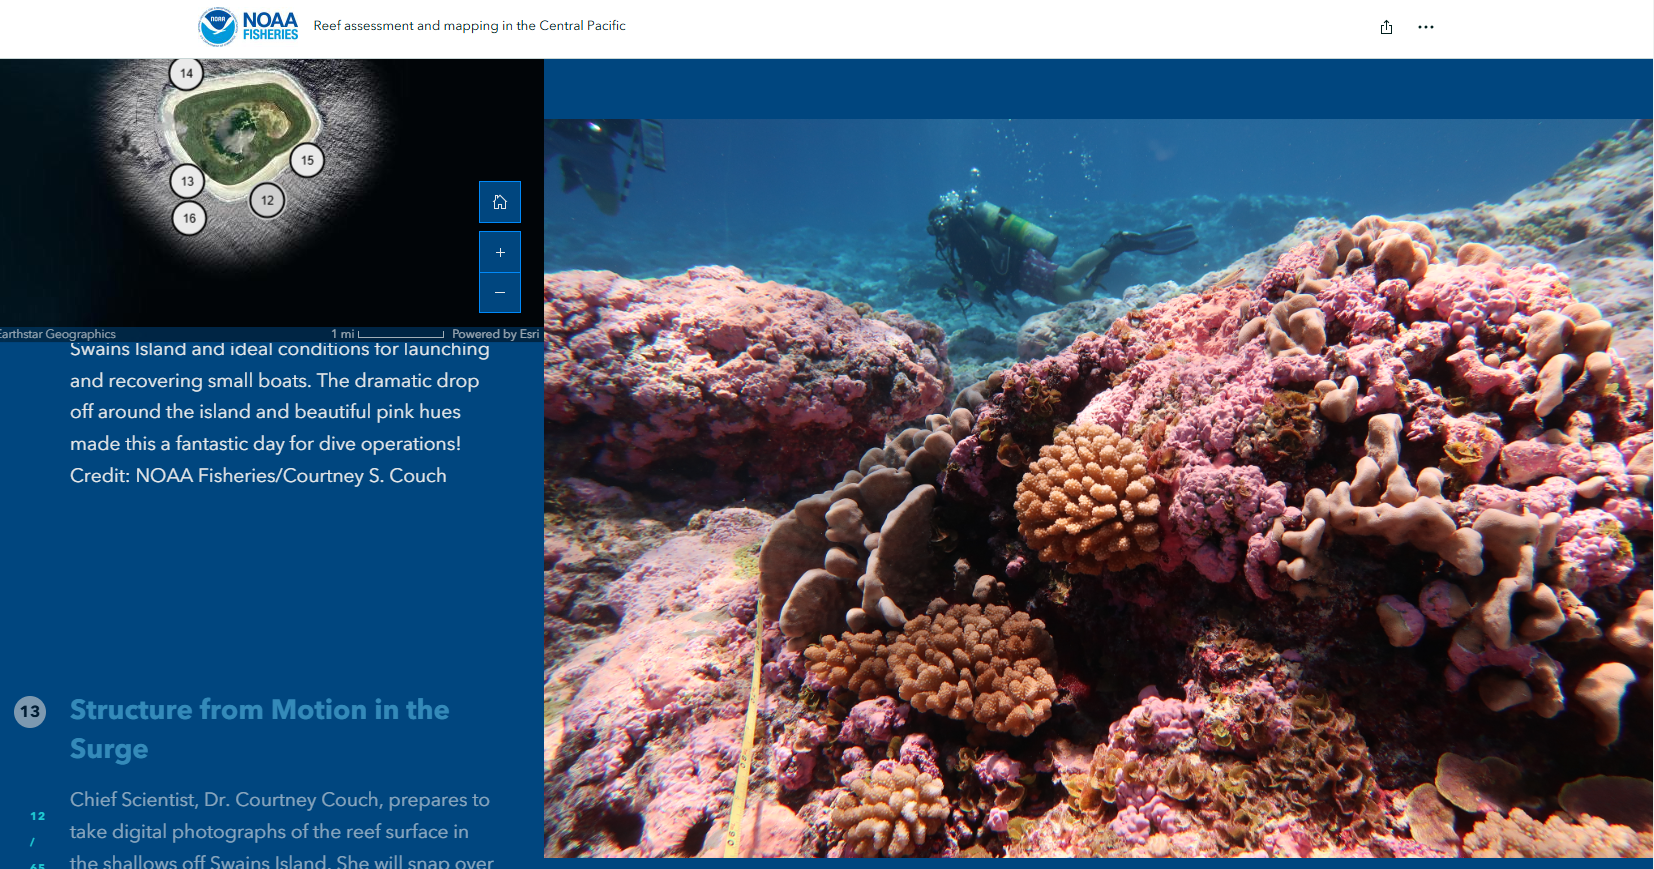 NOAA
NOAA
FISHERIES
Reef assessment and mapping in the Central Pacific
14
15
13
12
16
+
−
Earthstar Geographics
1 mi
Powered by Esri
Swains Island and ideal conditions for launching
and recovering small boats. The dramatic drop
off around the island and beautiful pink hues
made this a fantastic day for dive operations!
Credit: NOAA Fisheries/Courtney S. Couch
13
Structure from Motion in the
Surge
Chief Scientist, Dr. Courtney Couch, prepares to
take digital photographs of the reef surface in
the shallows off Swains Island. She will snap over
12
/
65